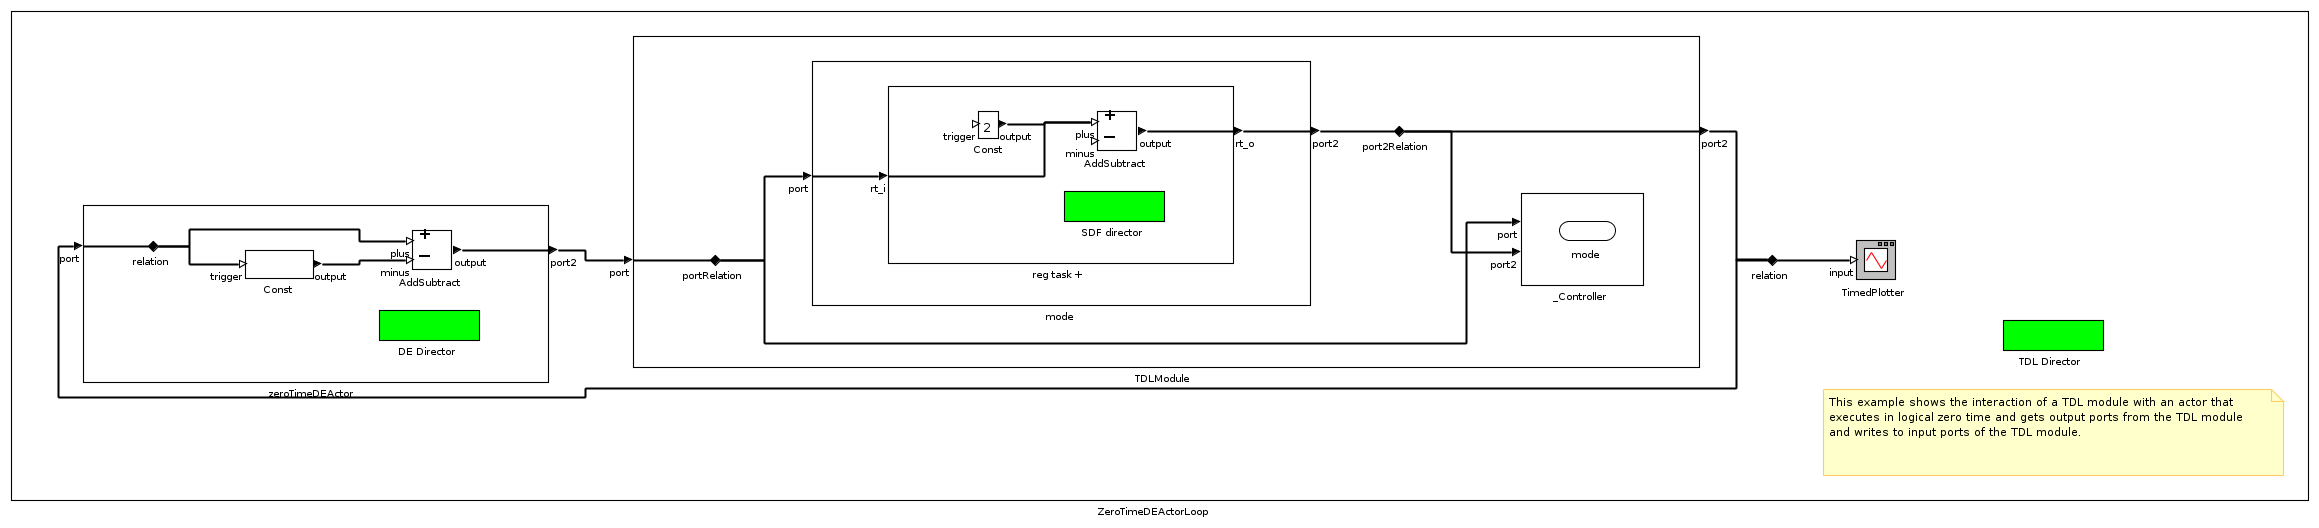 trigger
2
output
Const
+
plus
−
minus
output
AddSubtract
rt_i
SDF director
rt_o
reg task +
port
port2
mode
port2Relation
port
port2
mode
_Controller
port
portRelation
port2
TDLModule
port
relation
trigger
output
Const
+
plus
−
minus
output
AddSubtract
DE Director
port2
zeroTimeDEActor
relation
input
TimedPlotter
TDL Director
This example shows the interaction of a TDL module with an actor that
executes in logical zero time and gets output ports from the TDL module
and writes to input ports of the TDL module.
ZeroTimeDEActorLoop